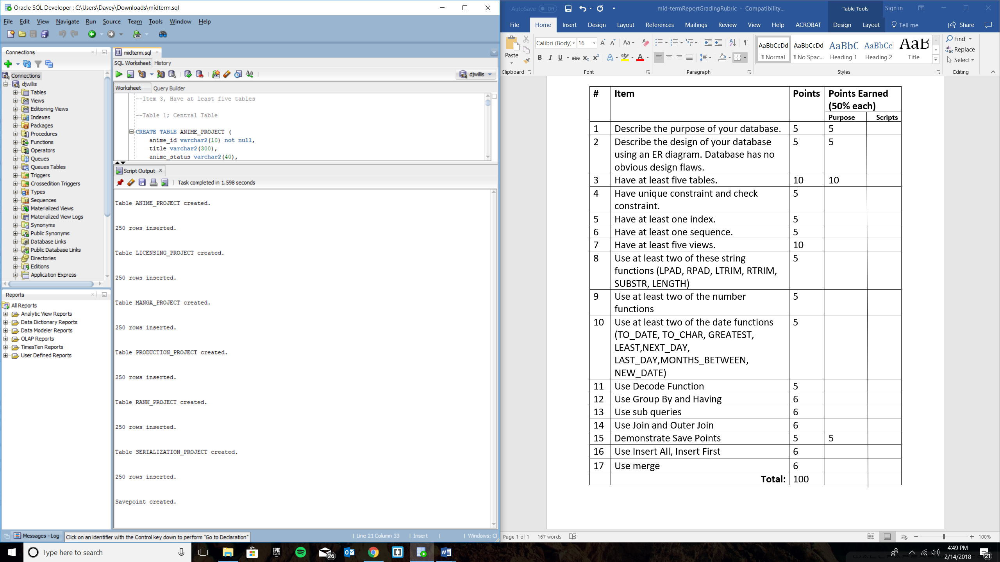 Oracle SQL Developer : C:\Users\Davey\Downloads\midterm.sql
File Edit View Navigate Run Source Team Tools Window Help
Connections
Connections
djwillis
Tables
Views
Editioning Views
Indexes
Packages
Procedures
Functions
Operators
Queues
Queues Tables
Triggers
Crossedition Triggers
Types
Sequences
Materialized Views
Materialized View Logs
Synonyms
Public Synonyms
Database Links
Public Database Links
Directories
Editions
Application Express
Reports
All Reports
Analytic View Reports
Data Dictionary Reports
Data Modeler Reports
OLAP Reports
TimesTen Reports
User Defined Reports
midterm.sql
SQL Worksheet History
djwillis
Worksheet Query Builder
--Item 3, Have at least five tables
--Table 1; Central Table
CREATE TABLE ANIME_PROJECT (
anime_id varchar2(10) not null,
title varchar2(300),
anime_status varchar2(40),
Script Output
Task completed in 1.598 seconds
Table ANIME_PROJECT created.
250 rows inserted.
Table LICENSING_PROJECT created.
250 rows inserted.
Table MANGA_PROJECT created.
250 rows inserted.
Table PRODUCTION_PROJECT created.
250 rows inserted.
Table RANK_PROJECT created.
250 rows inserted.
Table SERIALIZATION_PROJECT created.
250 rows inserted.
Savepoint created.
Messages - Log
Click on an identifier with the Control key down to perform "Go to Declaration"
Line 21 Column 33 Insert Windows: CF
AutoSave Off
mid-termReportGradingRubric - Compatibility...
Table Tools
Sign in
File Home Insert Design Layout References Mailings Review View Help ACROBAT Design Layout Tell me Share
Paste
Clipboard
Calibri (Body) 16
Font
Paragraph
AaBbCcDd AaBbCcDd AaBbC AaBbCcI AaB
¶ Normal ¶ No Spac... Heading 1 Heading 2 Title
Styles
Find
Replace
Select
Editing
# Item Points Points Earned (50% each)
Purpose Scripts
1 Describe the purpose of your database. 5 5
2 Describe the design of your database 5 5
using an ER diagram. Database has no
obvious design flaws.
3 Have at least five tables. 10 10
4 Have unique constraint and check 5
constraint.
5 Have at least one index. 5
6 Have at least one sequence. 5
7 Have at least five views. 10
8 Use at least two of these string 5
functions (LPAD, RPAD, LTRIM, RTRIM,
SUBSTR, LENGTH)
9 Use at least two of the number 5
functions
10 Use at least two of the date functions 5
(TO_DATE, TO_CHAR, GREATEST,
LEAST,NEXT_DAY,
LAST_DAY,MONTHS_BETWEEN,
NEW_DATE)
11 Use Decode Function 5
12 Use Group By and Having 6
13 Use sub queries 6
14 Use Join and Outer Join 6
15 Demonstrate Save Points 5 5
16 Use Insert All, Insert First 6
17 Use merge 6
Total: 100
Page 1 of 1 167 words
100%
Type here to search
EPIC GAMES
26
4:49 PM
2/14/2018
21